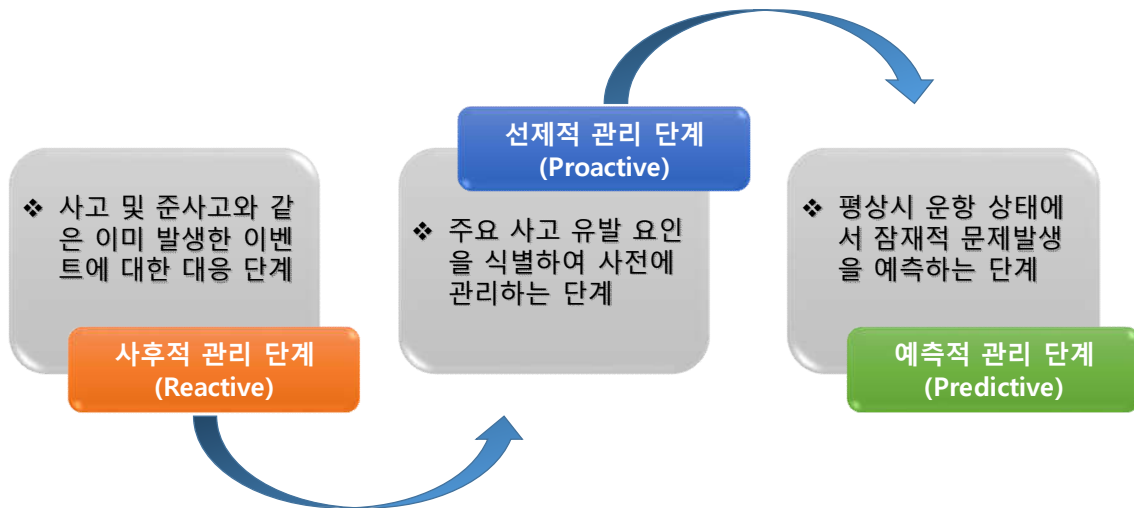 ❖ 사고 및 준사고와 같
은 이미 발생한 이벤
트에 대한 대응 단계
사후적 관리 단계
(Reactive)
선제적 관리 단계
(Proactive)
❖ 주요 사고 유발 요인
을 식별하여 사전에
관리하는 단계
❖ 평상시 운항 상태에
서 잠재적 문제발생
을 예측하는 단계
예측적 관리 단계
(Predictive)